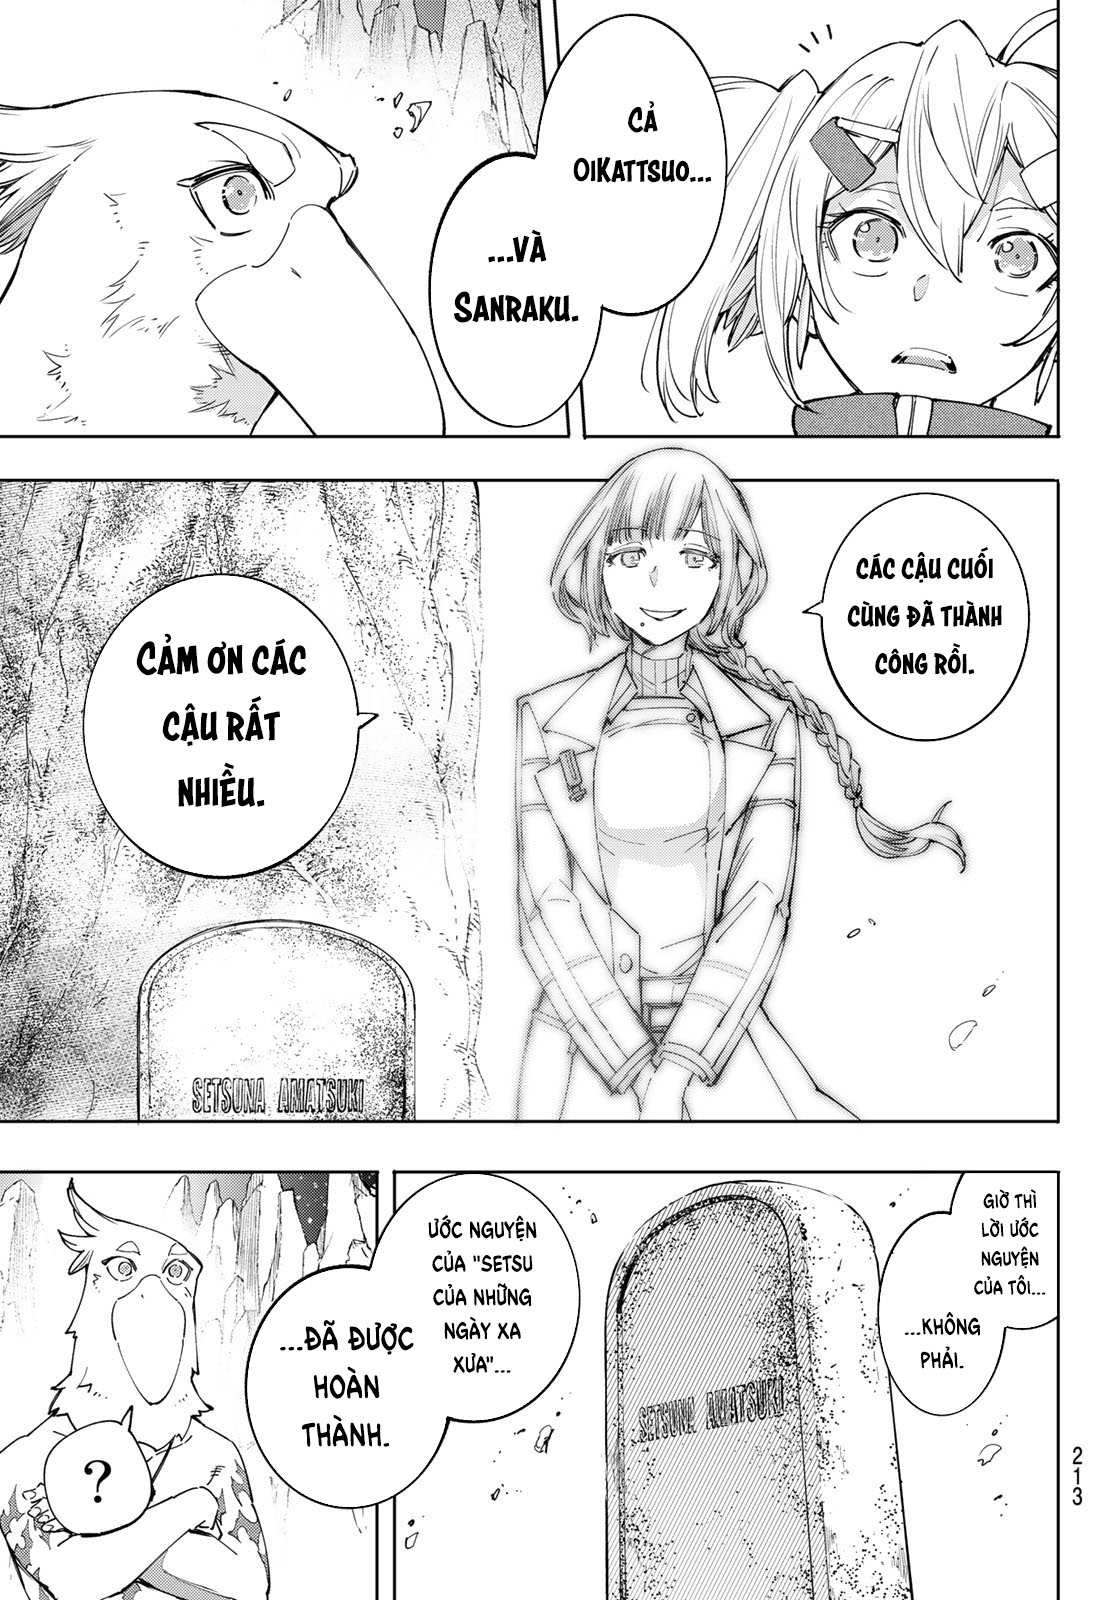 CẢ
OIKATTSUO...
...VÀ
SANRAKU.
CÁC CẬU CUỐI
CÙNG ĐÃ THÀNH
CÔNG RỒI.
CẢM ƠN CÁC
CẬU RẤT
NHIỀU.
SETSUNA AMATSUKI
GIỜ THÌ
LỜI ƯỚC
NGUYỆN
CỦA TÔI...
...KHÔNG
PHẢI.
SETSUNA AMATSUKI
ƯỚC NGUYỆN
CỦA "SETSU
CỦA NHỮNG
NGÀY XA
XƯA"...
...ĐÃ ĐƯỢC
HOÀN
THÀNH.
?
213